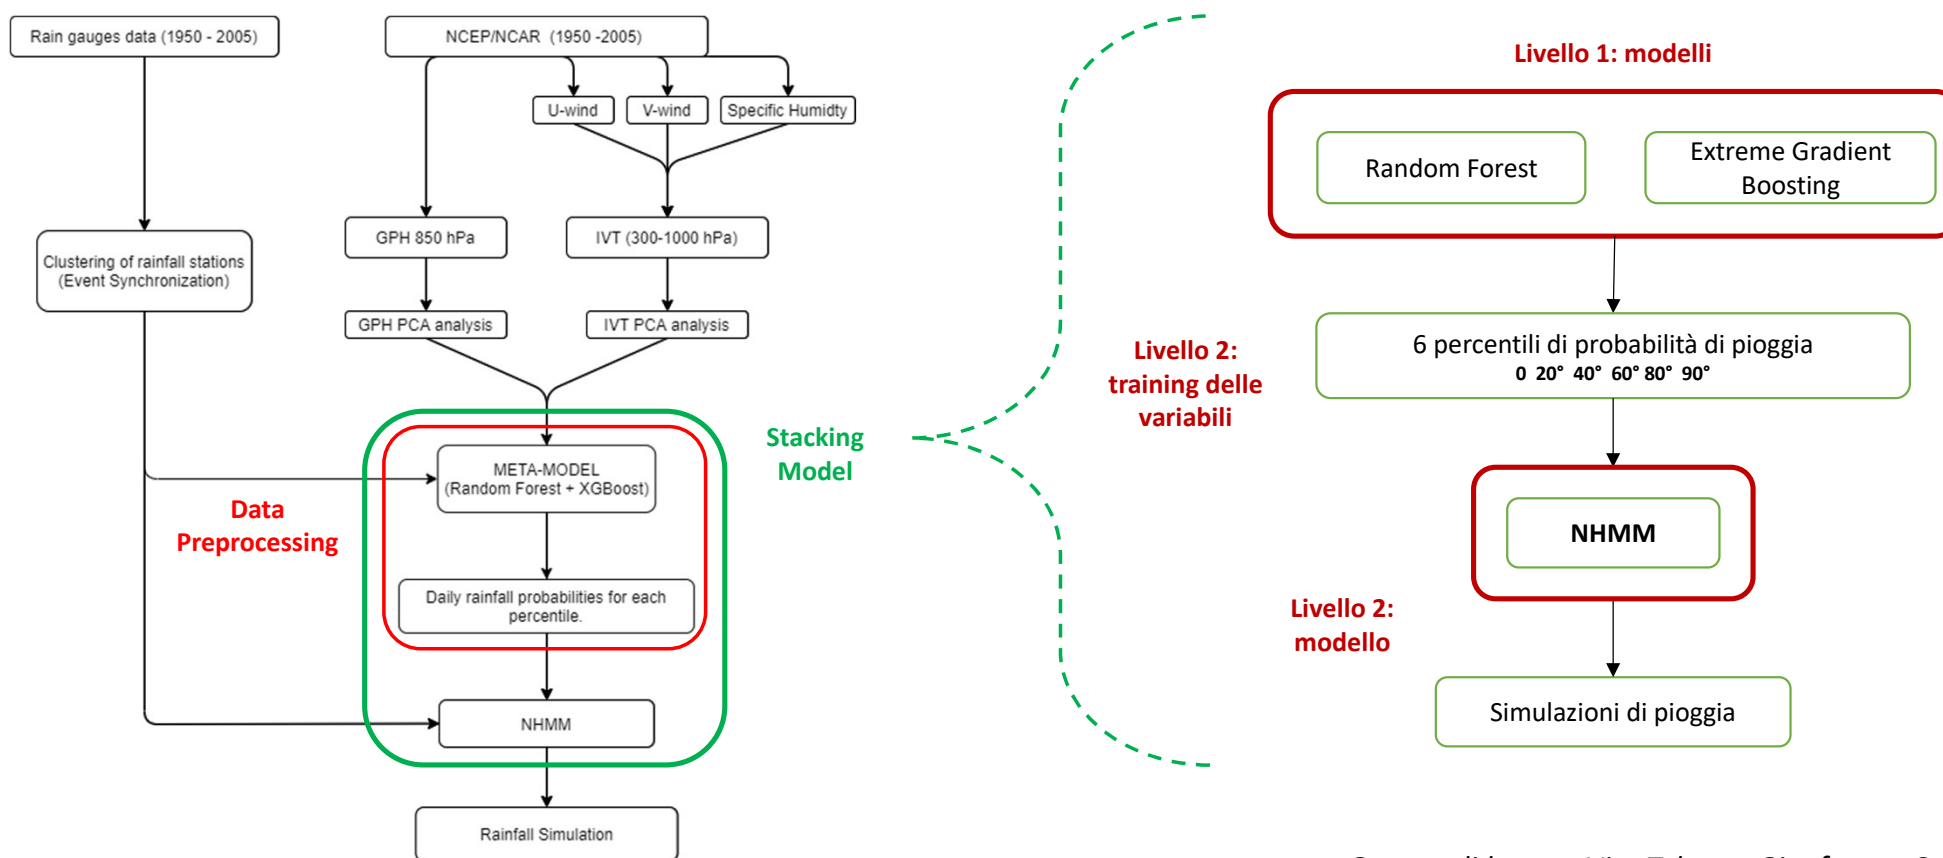 Rain gauges data (1950 - 2005)
NCEP/NCAR (1950 -2005)
U-wind
V-wind
Specific Humidty
GPH 850 hPa
IVT (300-1000 hPa)
Clustering of rainfall stations
(Event Synchronization)
GPH PCA analysis
IVT PCA analysis
META-MODEL
(Random Forest + XGBoost)
Data
Preprocessing
Daily rainfall probabilities for each
percentile.
NHMM
Rainfall Simulation
Stacking
Model
Livello 1: modelli
Random Forest
Extreme Gradient
Boosting
Livello 2:
training delle
variabili
6 percentili di probabilità di pioggia
0 20° 40° 60° 80° 90°
NHMM
Livello 2:
modello
Simulazioni di pioggia